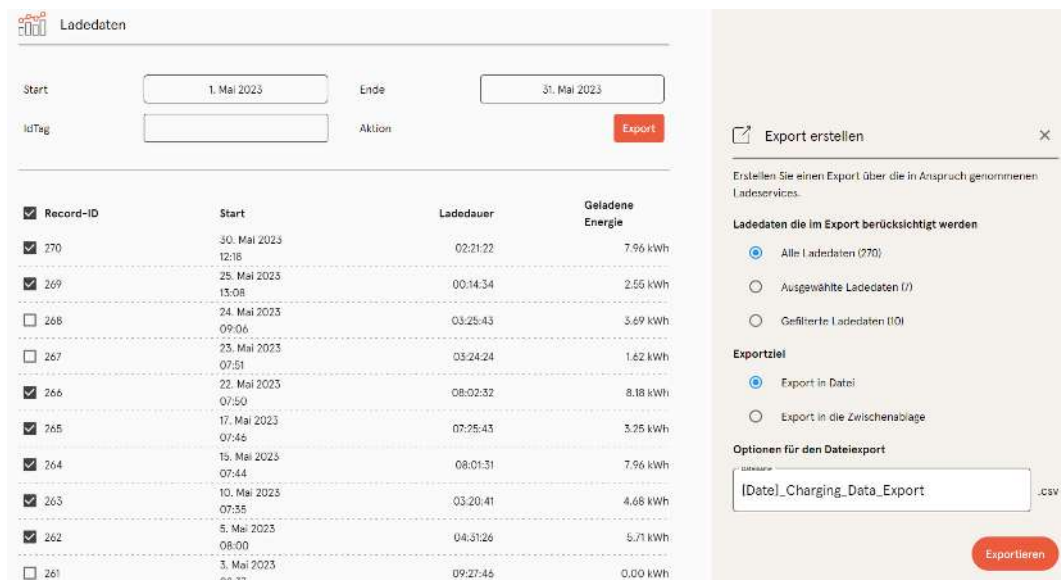 Ladedaten
Start 1. Mai 2023 Ende 31. Mai 2023
IdTag Aktion Export
Record-ID Start Ladedauer Geladene Energie
270 30. Mai 2023 12:18 02:21:22 7.96 kWh
269 25. Mai 2023 13:08 00:14:34 2.55 kWh
268 24. Mai 2023 09:06 03:25:43 3.69 kWh
267 23. Mai 2023 07:51 03:24:24 1.62 kWh
266 22. Mai 2023 07:50 08:02:32 8.18 kWh
265 17. Mai 2023 07:46 07:25:43 3.25 kWh
264 15. Mai 2023 07:44 08:01:31 7.96 kWh
263 10. Mai 2023 07:35 03:20:41 4.68 kWh
262 5. Mai 2023 08:00 04:31:26 5.71 kWh
261 3. Mai 2023 09:27:46 0.00 kWh
Export erstellen
Erstellen Sie einen Export über die in Anspruch genommenen
Ladeservices.
Ladedaten die im Export berücksichtigt werden
Alle Ladedaten (270)
Ausgewählte Ladedaten (7)
Gefilterte Ladedaten (10)
Exportziel
Export in Datei
Export in die Zwischenablage
Optionen für den Dateiexport
Dateiname
[Date]_Charging_Data_Export .csv
Exportieren